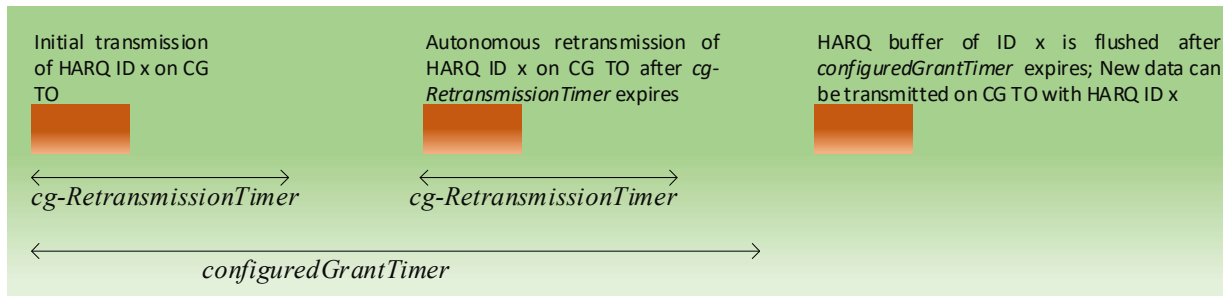 Initial transmission
of HARQ ID x on CG
TO
Autonomous retransmission of
HARQ ID x on CG TO after cg-
RetransmissionTimer expires
HARQ buffer of ID x is flushed after
configuredGrantTimer expires; New data can
be transmitted on CG TO with HARQ ID x
cg-RetransmissionTimer
cg-RetransmissionTimer
configuredGrantTimer